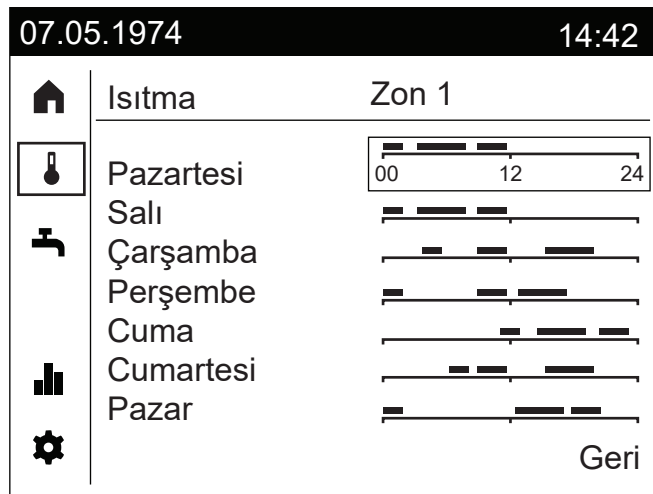 07.05.1974 14:42
Isıtma Zon 1
Pazartesi 00 12 24
Salı
Çarşamba
Perşembe
Cuma
Cumartesi
Pazar
Geri